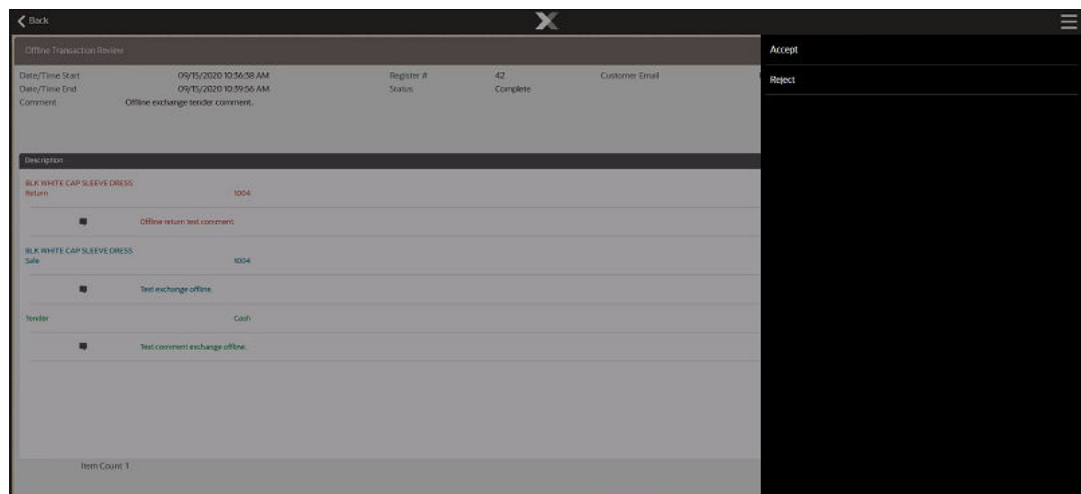 Back
Offline Transaction Review
Accept
Date/Time Start 09/15/2020 10:36:38 AM Register # 42 Customer Email
Reject
Date/Time End 09/15/2020 10:39:56 AM Status Complete
Comment Offline exchange tender comment.
Description
BLK WHITE CAP SLEEVE DRESS
Return 1004
Offline return test comment.
BLK WHITE CAP SLEEVE DRESS
Sale 1004
Test exchange offline.
Tender Cash
Test comment exchange offline.
Item Count 1